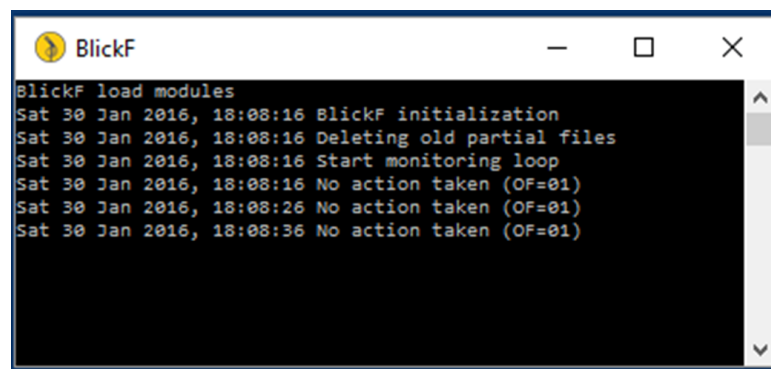 BlickF
BlickF load modules
Sat 30 Jan 2016, 18:08:16 BlickF initialization
Sat 30 Jan 2016, 18:08:16 Deleting old partial files
Sat 30 Jan 2016, 18:08:16 Start monitoring loop
Sat 30 Jan 2016, 18:08:16 No action taken (OF=01)
Sat 30 Jan 2016, 18:08:26 No action taken (OF=01)
Sat 30 Jan 2016, 18:08:36 No action taken (OF=01)